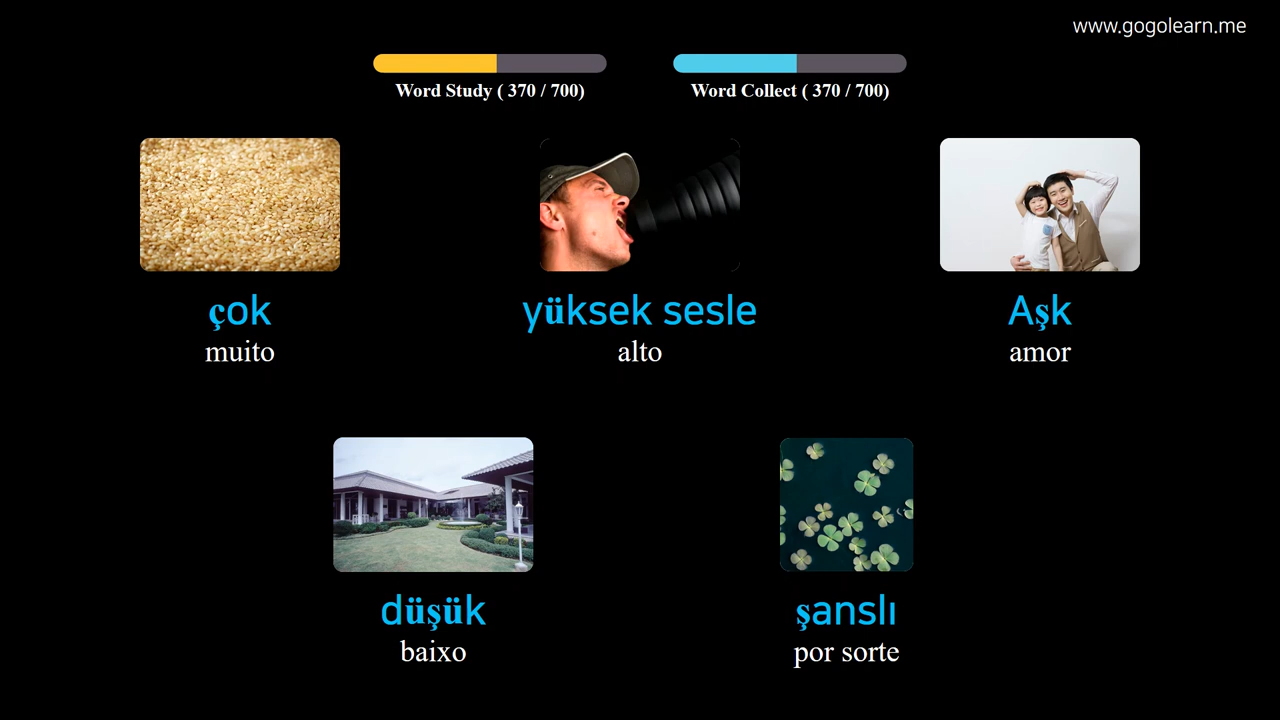 www.gogolearn.me
Word Study ( 370 / 700)
Word Collect ( 370 / 700)
çok
muito
yüksek sesle
alto
Aşk
amor
düşük
baixo
şanslı
por sorte